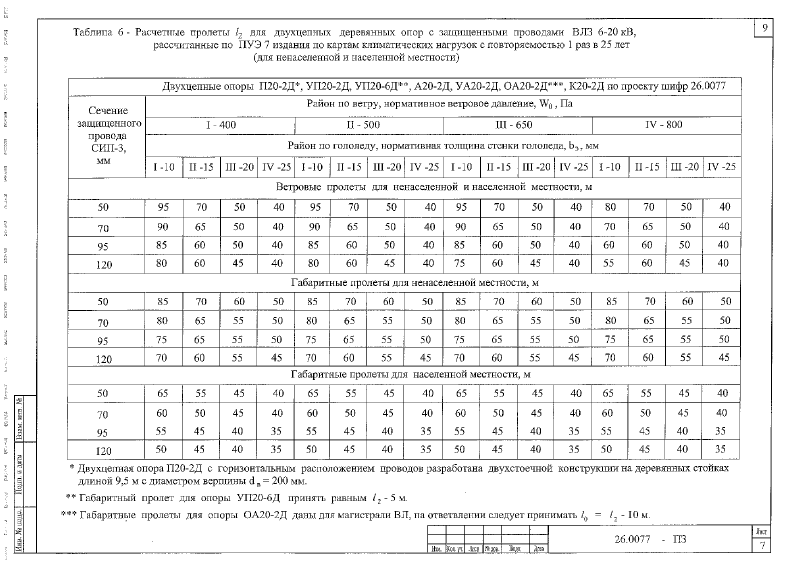 9
Таблица 6 - Расчетные пролеты l2 для двухцепных деревянных опор с защищенными проводами ВЛЗ 6-20 кВ,
рассчитанные по ПУЭ 7 издания по картам климатических нагрузок с повторяемостью 1 раз в 25 лет
(для ненаселенной и населенной местности)
Сечение защищенного провода СИП-3, мм
Двухцепные опоры П20-2Д*, УП20-2Д, УП20-6Д**, А20-2Д, УА20-2Д, ОА20-2Д***, К20-2Д по проекту шифр 26.0077
Район по ветру, нормативное ветровое давление, W0 , Па
I - 400 II - 500 III - 650 IV - 800
Район по гололеду, нормативная толщина стенки гололеда, bэ, мм
I -10 II -15 III -20 IV -25 I -10 II -15 III -20 IV -25 I -10 II -15 III -20 IV -25 I -10 II -15 III -20 IV -25
Ветровые пролеты для ненаселенной и населенной местности, м
50 95 70 50 40 95 70 50 40 95 70 50 40 80 70 50 40
70 90 65 50 40 90 65 50 40 90 65 50 40 70 65 50 40
95 85 60 50 40 85 60 50 40 85 60 50 40 60 60 50 40
120 80 60 45 40 80 60 45 40 75 60 45 40 55 60 45 40
Габаритные пролеты для ненаселенной местности, м
50 85 70 60 50 85 70 60 50 85 70 60 50 85 70 60 50
70 80 65 55 50 80 65 55 50 80 65 55 50 80 65 55 50
95 75 65 55 50 75 65 55 50 75 65 55 50 75 65 55 50
120 70 60 55 45 70 60 55 45 70 60 55 45 70 60 55 45
Габаритные пролеты для населенной местности, м
50 65 55 45 40 65 55 45 40 65 55 45 40 65 55 45 40
70 60 50 45 40 60 50 45 40 60 50 45 40 60 50 45 40
95 55 45 40 35 55 45 40 35 55 45 40 35 55 45 40 35
120 50 45 40 35 50 45 40 35 50 45 40 35 50 45 40 35
* Двухцепная опора П20-2Д с горизонтальным расположением проводов разработана двухстоечной конструкции на деревянных стойках
длиной 9,5 м с диаметром вершины dв = 200 мм.
** Габаритный пролет для опоры УП20-6Д принять равным l2 - 5 м.
*** Габаритные пролеты для опоры ОА20-2Д даны для магистрали ВЛ, на ответвлении следует принимать l0 = l2 - 10 м.
Взам. инв. №
Подп. и дата
Инв. № подл.
Изм. Кол. уч. Лист № док. Подп. Дата
26.0077 - ПЗ
Лист
7